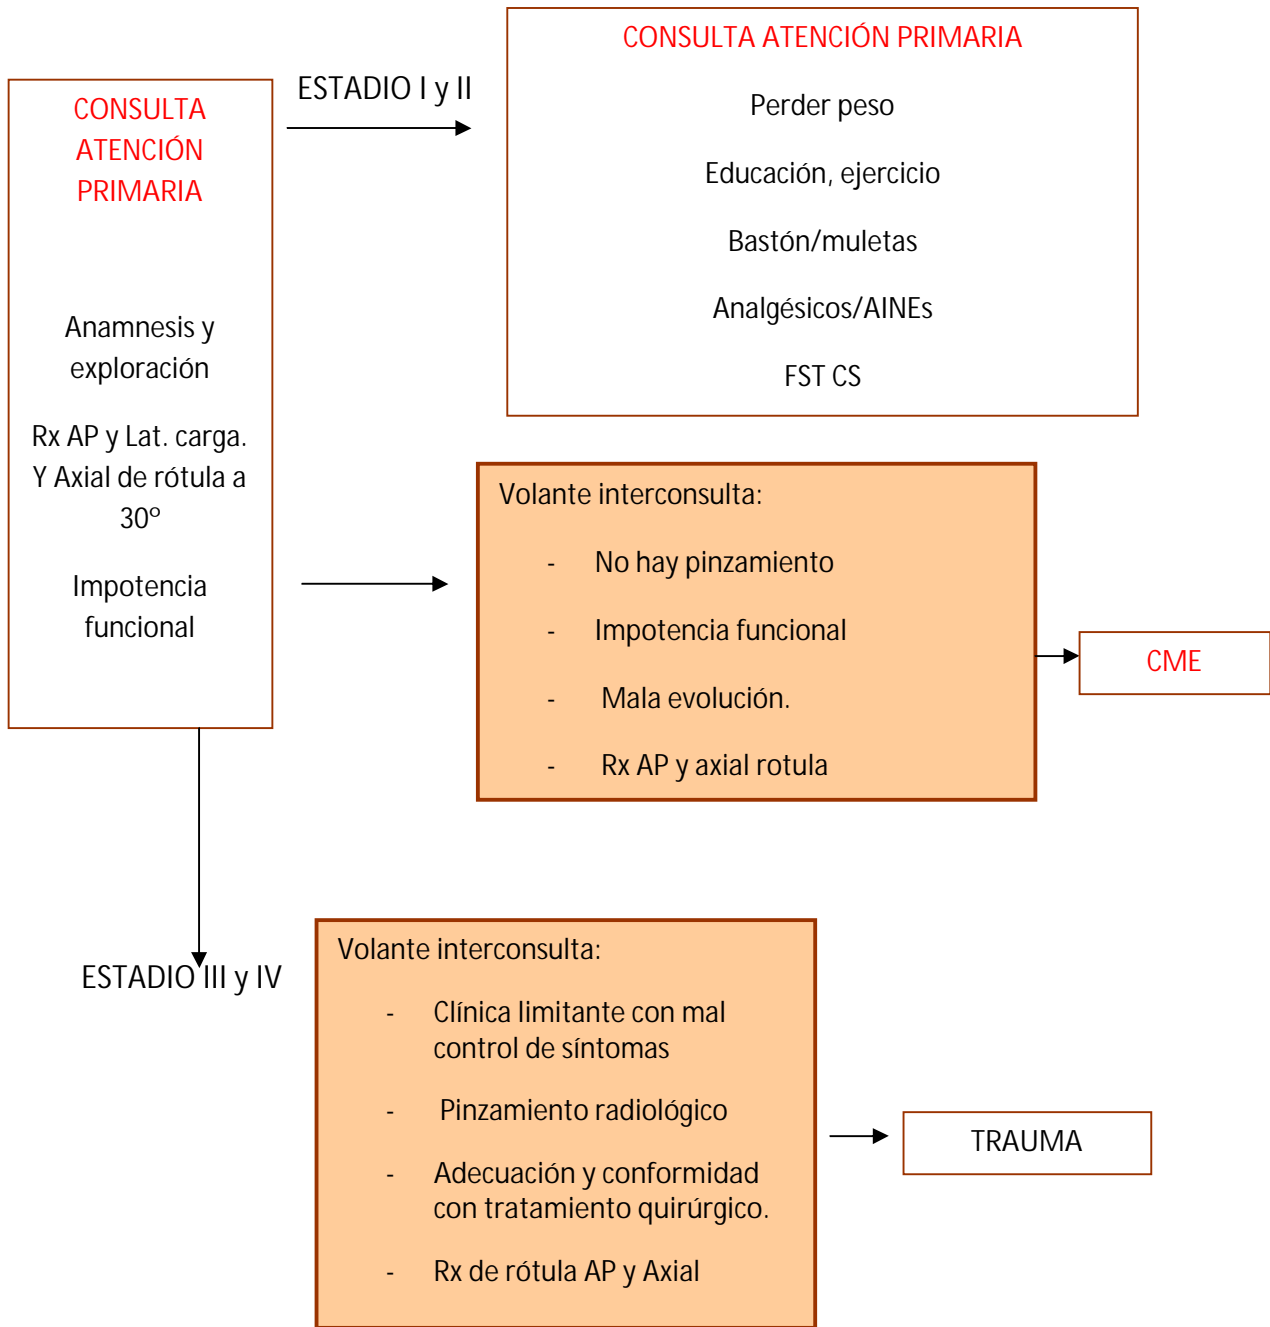 CONSULTA
ATENCIÓN
PRIMARIA
Anamnesis y
exploración
Rx AP y Lat. carga.
Y Axial de rótula a
30º
Impotencia
funcional
ESTADIO I y II
CONSULTA ATENCIÓN PRIMARIA
Perder peso
Educación, ejercicio
Bastón/muletas
Analgésicos/AINEs
FST CS
Volante interconsulta:
- No hay pinzamiento
- Impotencia funcional
- Mala evolución.
- Rx AP y axial rotula
CME
ESTADIO III y IV
Volante interconsulta:
- Clínica limitante con mal
control de síntomas
- Pinzamiento radiológico
- Adecuación y conformidad
con tratamiento quirúrgico.
- Rx de rótula AP y Axial
TRAUMA